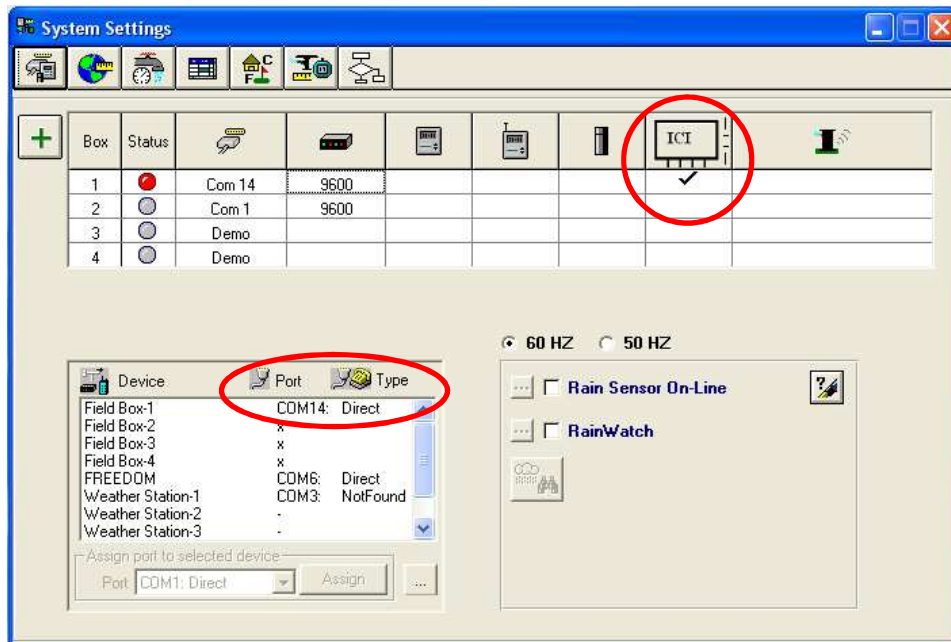 System Settings
C
F
Box Status ICI
1 Com 14 9600
2 Com 1 9600
3 Demo
4 Demo
60 HZ 50 HZ
Device Port Type
Field Box-1 COM14: Direct
Field Box-2 x
Field Box-3 x
Field Box-4 x
FREEDOM COM6: Direct
Weather Station-1 COM3: NotFound
Weather Station-2 -
Weather Station-3 -
Assign port to selected device
Port COM1: Direct Assign ...
... Rain Sensor On-Line ?
... RainWatch